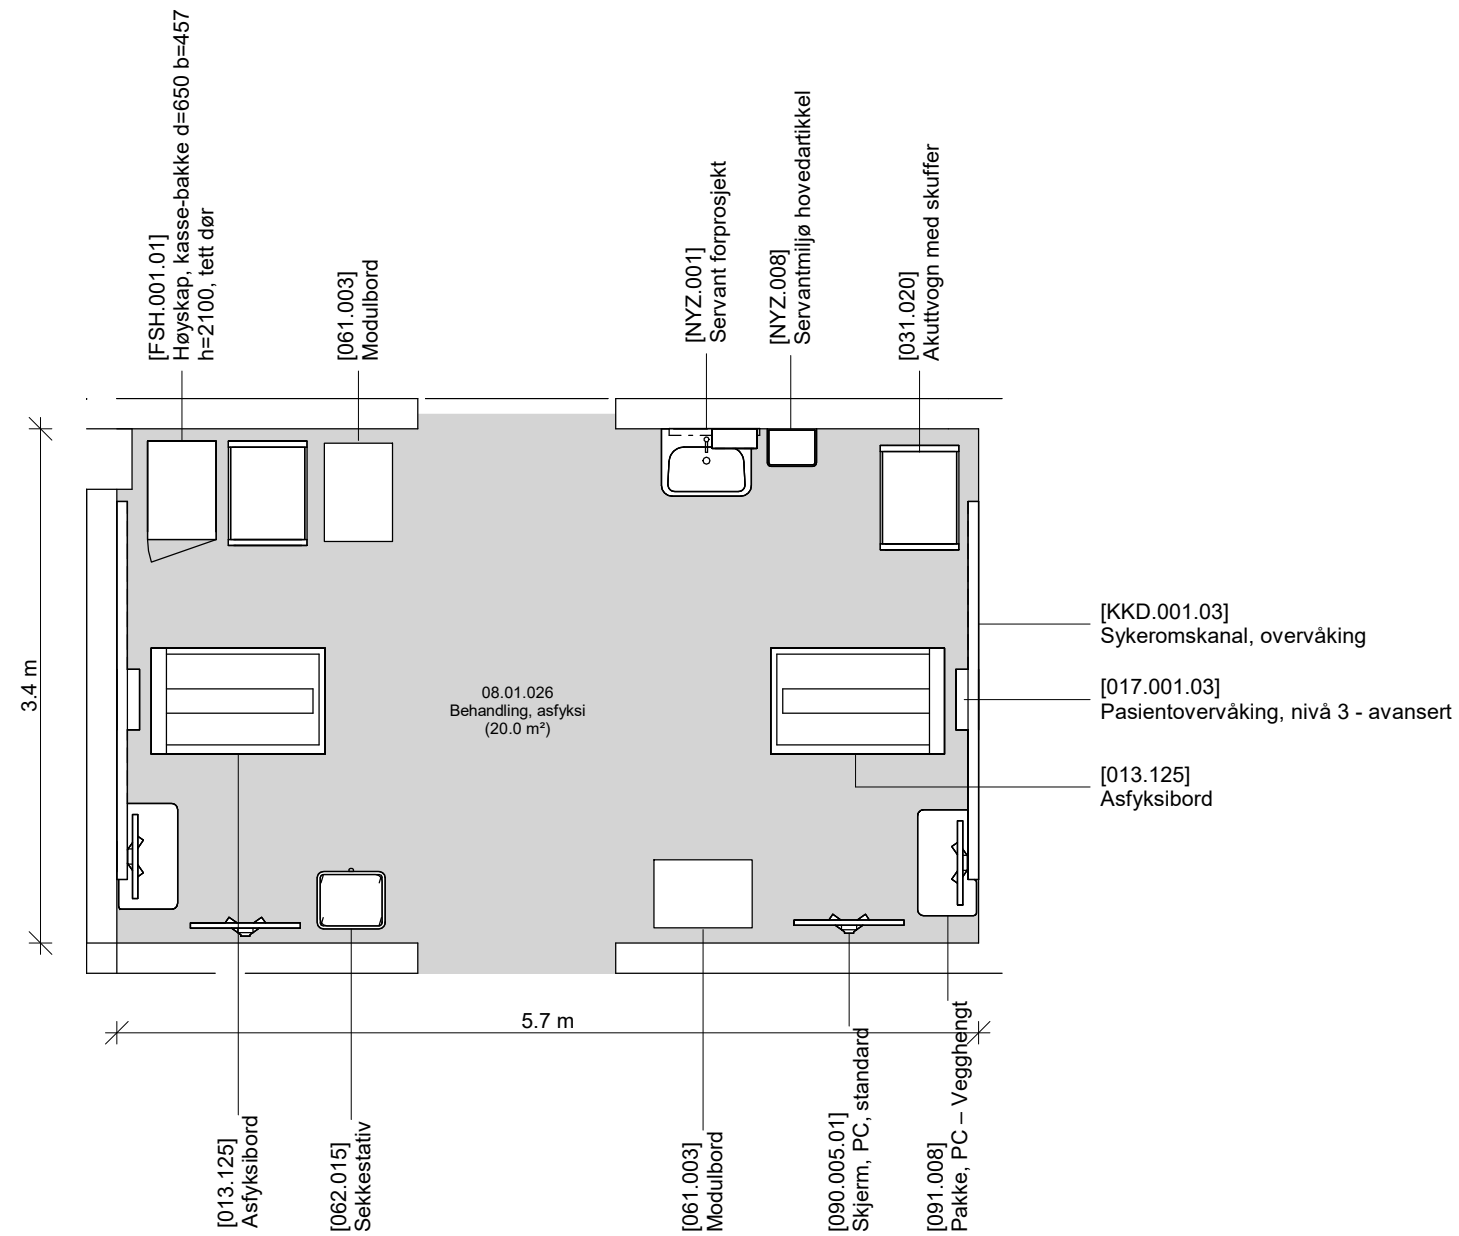 [FSH.001.01]
Høyskap, kasse-bakke d=650 b=457
h=2100, tett dør
[061.003]
Modulbord
[NYZ.001]
Servant forprosjekt
[NYZ.008]
Servantmiljø hovedartikkel
[031.020]
Akuttvogn med skuffer
[KKD.001.03]
Sykeromskanal, overvåking
[017.001.03]
Pasientovervåking, nivå 3 - avansert
[013.125]
Asfyksibord
3.4 m
08.01.026
Behandling, asfyksi
(20.0 m²)
5.7 m
[013.125]
Asfyksibord
[062.015]
Sekkestativ
[061.003]
Modulbord
[090.005.01]
Skjerm, PC, standard
[091.008]
Pakke, PC – Vegghengt